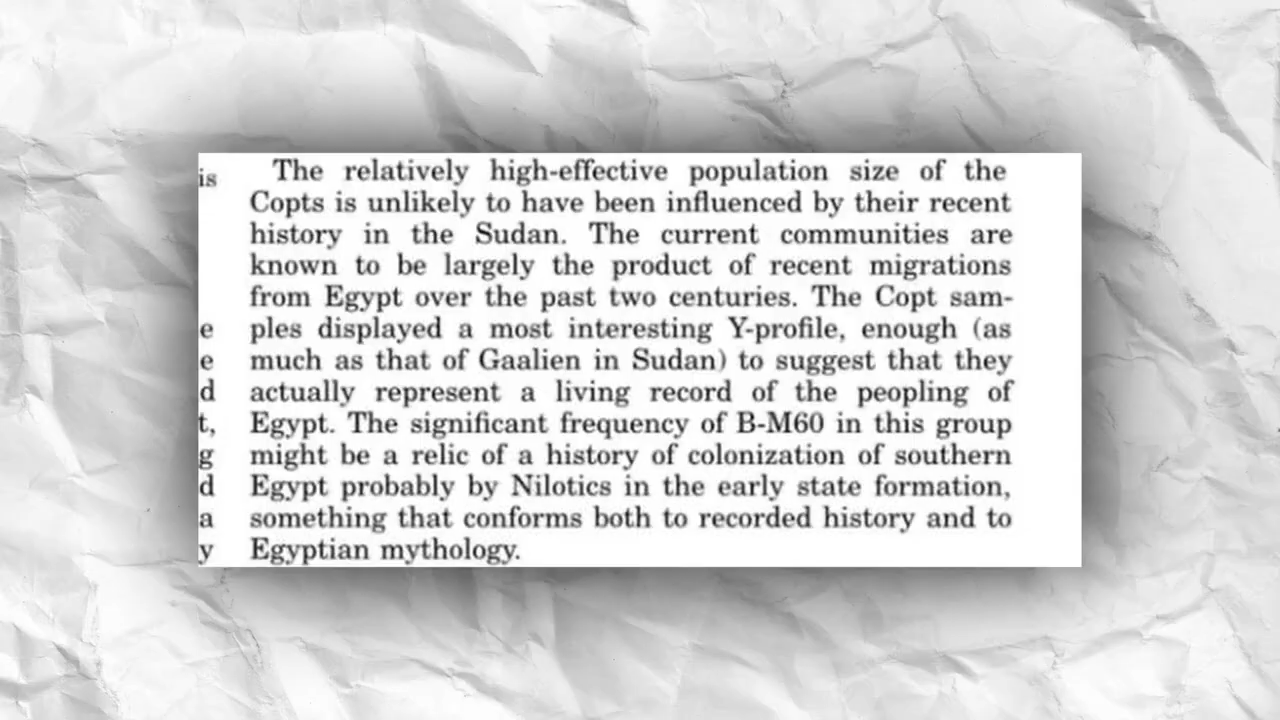 is
The relatively high-effective population size of the
Copts is unlikely to have been influenced by their recent
history in the Sudan. The current communities are
known to be largely the product of recent migrations
from Egypt over the past two centuries. The Copt sam-
e ples displayed a most interesting Y-profile, enough (as
e much as that of Gaalien in Sudan) to suggest that they
d actually represent a living record of the peopling of
t, Egypt. The significant frequency of B-M60 in this group
g might be a relic of a history of colonization of southern
d Egypt probably by Nilotics in the early state formation,
a something that conforms both to recorded history and to
y Egyptian mythology.